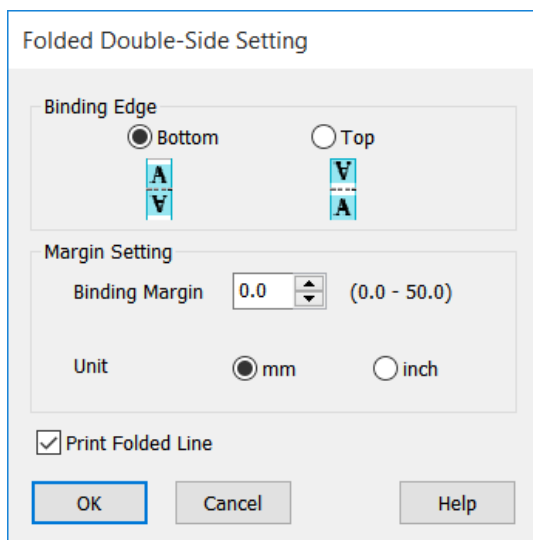 Folded Double-Side Setting
Binding Edge
Bottom Top
A A
A A
Margin Setting
Binding Margin 0.0 (0.0 - 50.0)
Unit mm inch
Print Folded Line
OK Cancel Help